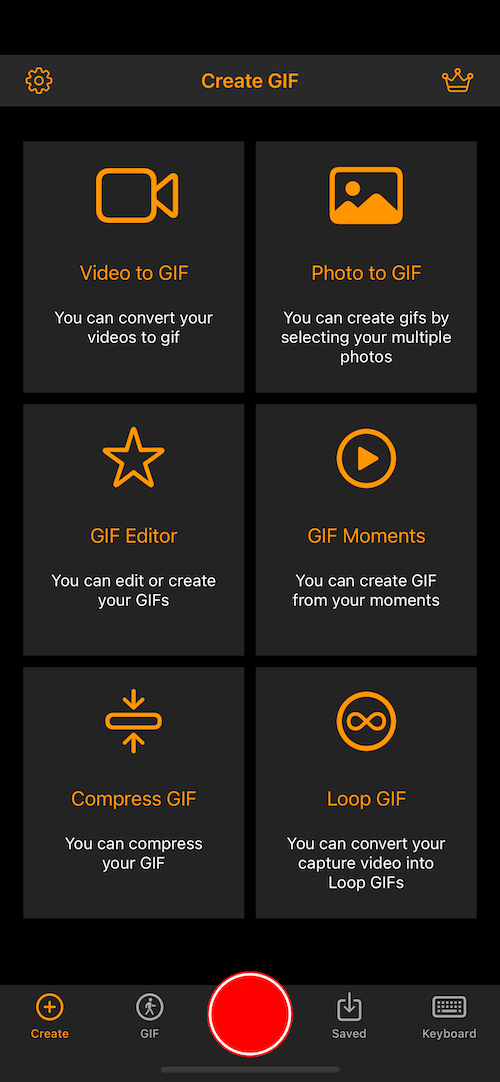 Create GIF
Video to GIF
You can convert your
videos to gif
Photo to GIF
You can create gifs by
selecting your multiple
photos
GIF Editor
You can edit or create
your GIFs
GIF Moments
You can create GIF
from your moments
Compress GIF
You can compress
your GIF
Loop GIF
You can convert your
capture video into
Loop GIFs
Create
GIF
Saved
Keyboard